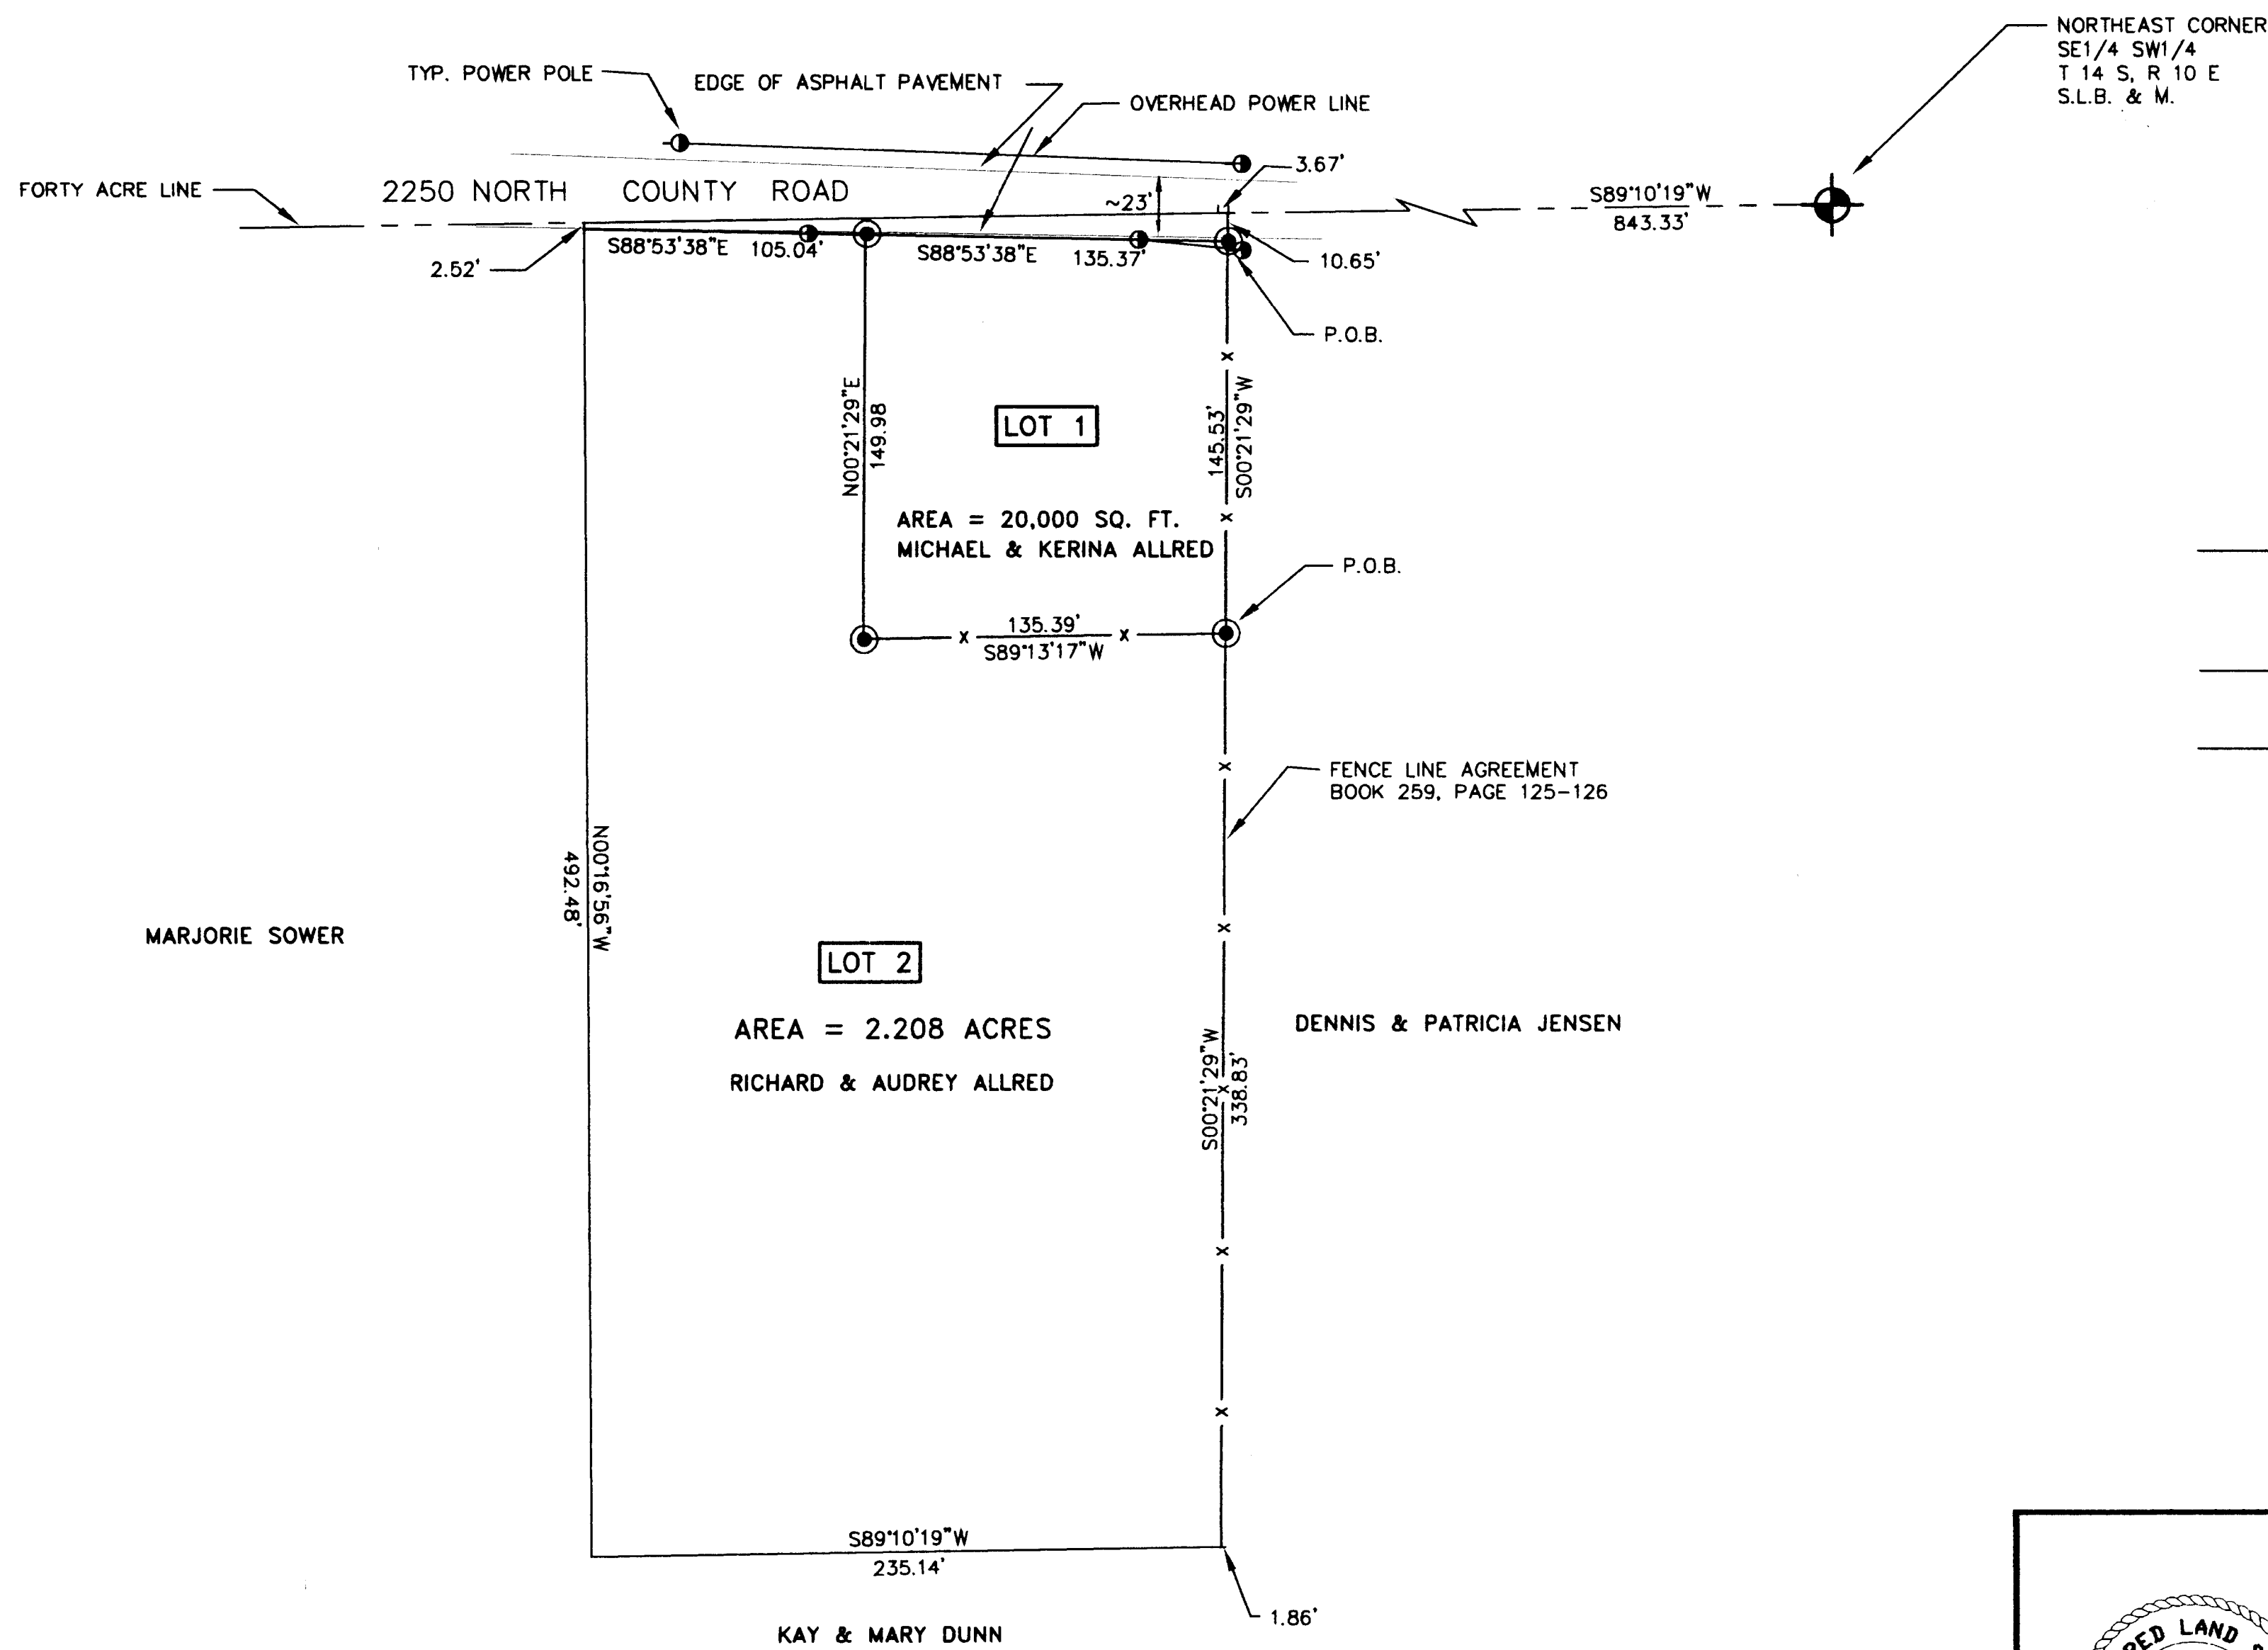 NORTHEAST CORNER
SE1/4 SW1/4
T 14 S, R 10 E
S.L.B. & M.
TYP. POWER POLE
EDGE OF ASPHALT PAVEMENT
OVERHEAD POWER LINE
3.67'
FORTY ACRE LINE
2250 NORTH COUNTY ROAD
~23'
S89°10'19"W
843.33'
S88°53'38"E 105.04'
S88°53'38"E 135.37'
2.52'
10.65'
P.O.B.
N00°21'29"E
149.98
LOT 1
145.53'
S00°21'29"W
AREA = 20,000 SQ. FT.
MICHAEL & KERINA ALLRED
P.O.B.
135.39'
S89°13'17"W
FENCE LINE AGREEMENT
BOOK 259, PAGE 125-126
N00°16'56"W
492.48'
MARJORIE SOWER
LOT 2
AREA = 2.208 ACRES
RICHARD & AUDREY ALLRED
DENNIS & PATRICIA JENSEN
S00°21'29"W
338.83'
S89°10'19"W
235.14'
1.86'
KAY & MARY DUNN
LAND